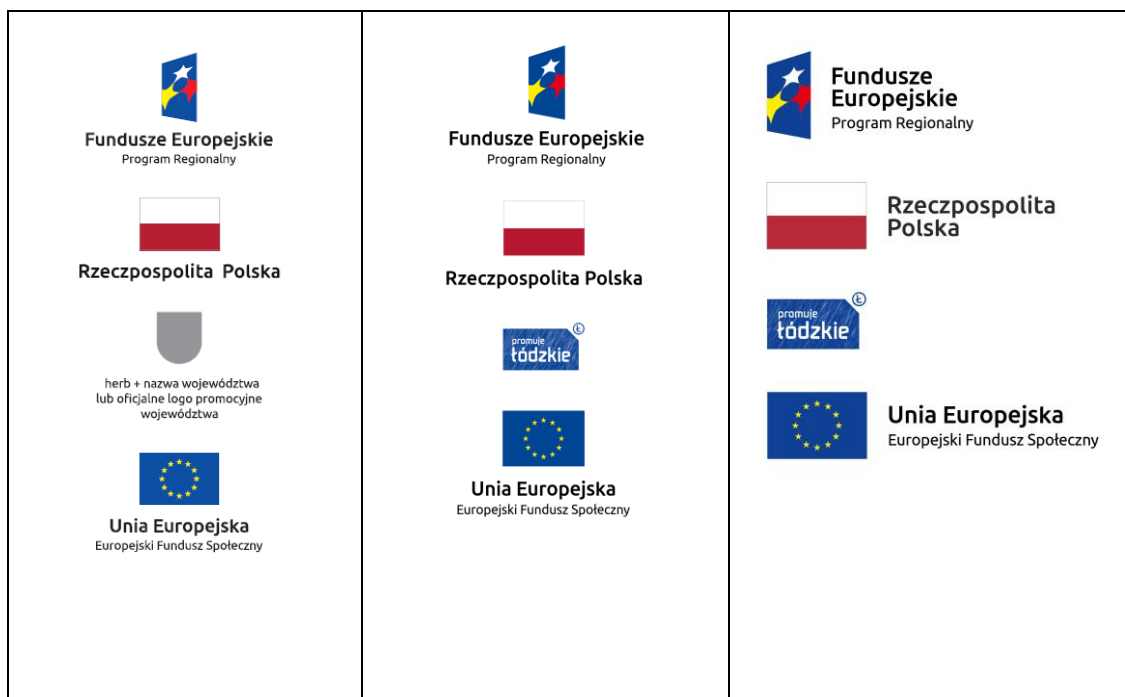 Fundusze Europejskie
Program Regionalny
Rzeczpospolita Polska
herb + nazwa województwa
lub oficjalne logo promocyjne
województwa
Unia Europejska
Europejski Fundusz Społeczny
Fundusze Europejskie
Program Regionalny
Rzeczpospolita Polska
Ł
promuje
łódzkie
Unia Europejska
Europejski Fundusz Społeczny
Fundusze
Europejskie
Program Regionalny
Rzeczpospolita
Polska
Ł
promuje
łódzkie
Unia Europejska
Europejski Fundusz Społeczny